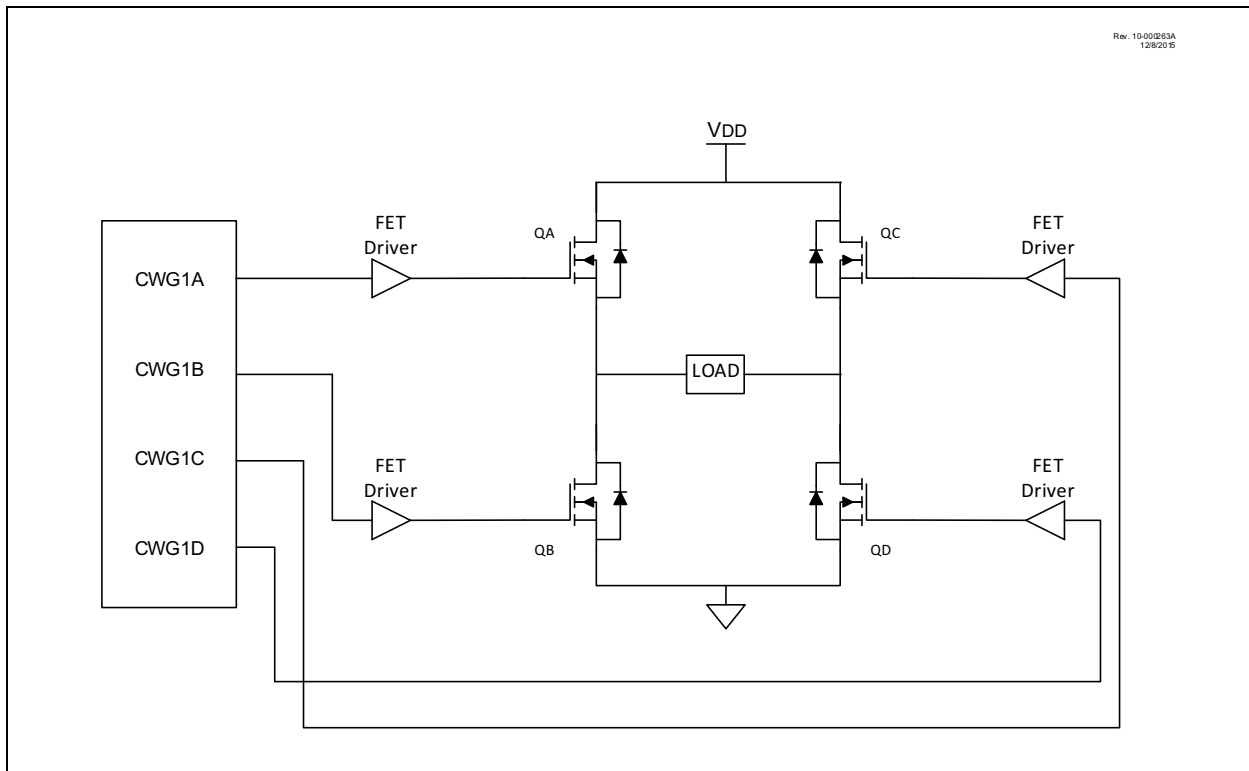 Rev. 10-000263A
12/8/2015
VDD
FET
Driver
QA
QC
FET
Driver
CWG1A
CWG1B
LOAD
CWG1C
FET
Driver
FET
Driver
CWG1D
QB
QD